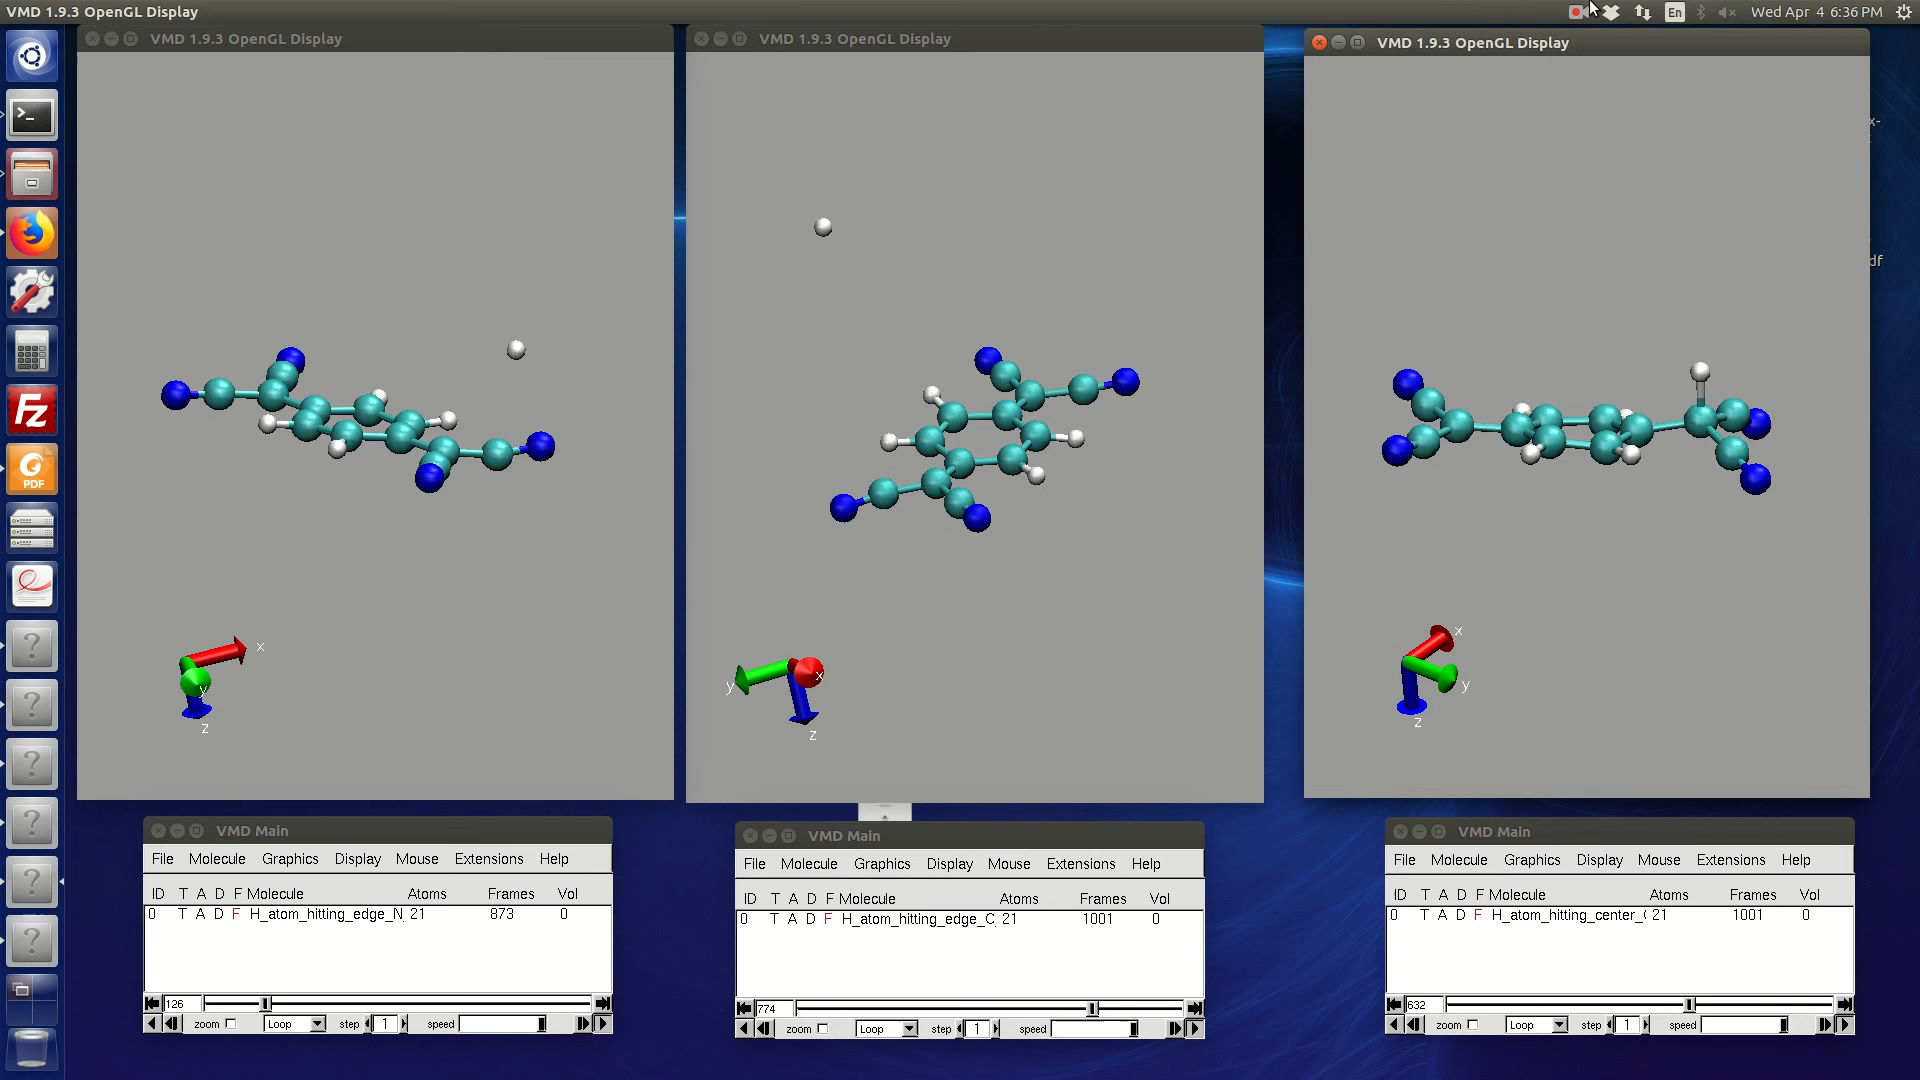 VMD 1.9.3 OpenGL Display
En
Wed Apr 4 6:36 PM
VMD 1.9.3 OpenGL Display
x
y
z
VMD 1.9.3 OpenGL Display
y
x
z
VMD 1.9.3 OpenGL Display
x
y
z
x-
df
>_
Fz
PDF
?
?
?
?
?
?
VMD Main
File Molecule Graphics Display Mouse Extensions Help
ID T A D F Molecule Atoms Frames Vol
0 T A D F H_atom_hitting_edge_N_ 21 873 0
126
zoom Loop step 1 speed
VMD Main
File Molecule Graphics Display Mouse Extensions Help
ID T A D F Molecule Atoms Frames Vol
0 T A D F H_atom_hitting_edge_C_ 21 1001 0
774
zoom Loop step 1 speed
VMD Main
File Molecule Graphics Display Mouse Extensions Help
ID T A D F Molecule Atoms Frames Vol
0 T A D F H_atom_hitting_center_ 21 1001 0
632
zoom Loop step 1 speed